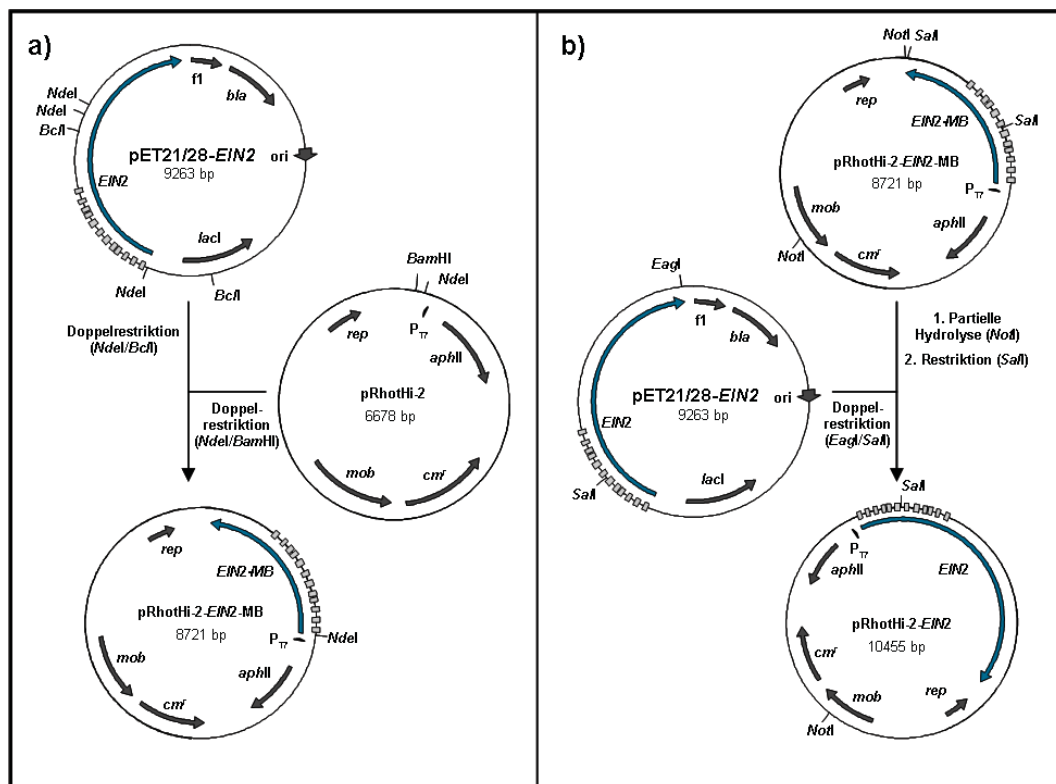 a)
f1
bla
NdeI
NdeI
BclI
pET21/28-EIN2
9263 bp
ori
EIN2
lacI
NdeI
BclI
Doppelrestriktion
(NdeI/BclI)
BamHI
NdeI
rep
PT7
aphII
pRhotHi-2
6678 bp
Doppel-
restriktion
(NdeI/BamHI)
mob
cmr
rep
EIN2-MB
pRhotHi-2-EIN2-MB
8721 bp
PT7
NdeI
mob
aphII
cmr
b)
NotI SalI
rep
EIN2-MB
SalI
pRhotHi-2-EIN2-MB
8721 bp
PT7
mob
aphII
NotI
cmr
EagI
f1
bla
1. Partielle
Hydrolyse (NotI)
2. Restriktion (SalI)
pET21/28-EIN2
9263 bp
ori
EIN2
Doppel-
restriktion
(EagI/SalI)
SalI
lacI
SalI
PT7
aphII
EIN2
pRhotHi-2-EIN2
10455 bp
cmr
mob
rep
NotI